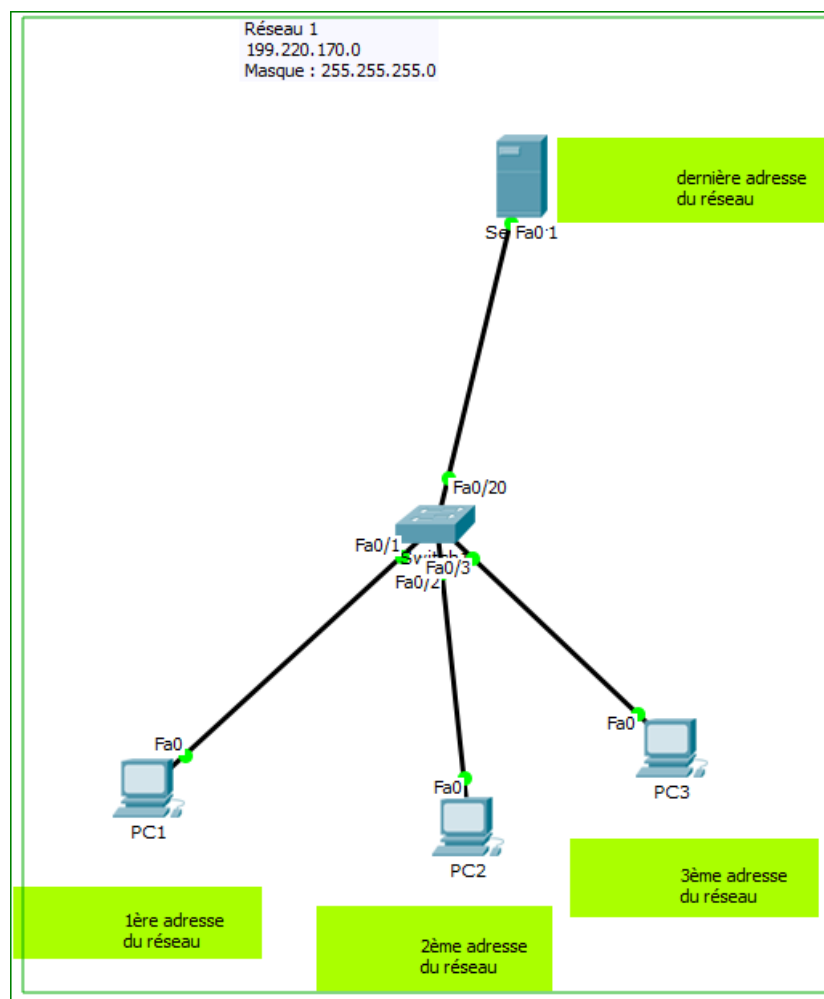 Réseau 1
199.220.170.0
Masque : 255.255.255.0
dernière adresse
du réseau
Se Fa0 1
Fa0/20
Fa0/1
Fa0/3
Fa0/2
Fa0
Fa0
Fa0
PC3
PC1
PC2
3ème adresse
du réseau
1ère adresse
du réseau
2ème adresse
du réseau